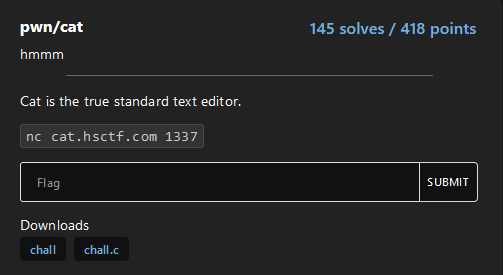 pwn/cat
145 solves / 418 points
hmmm
Cat is the true standard text editor.
nc cat.hsctf.com 1337
Flag
SUBMIT
Downloads
chall
chall.c